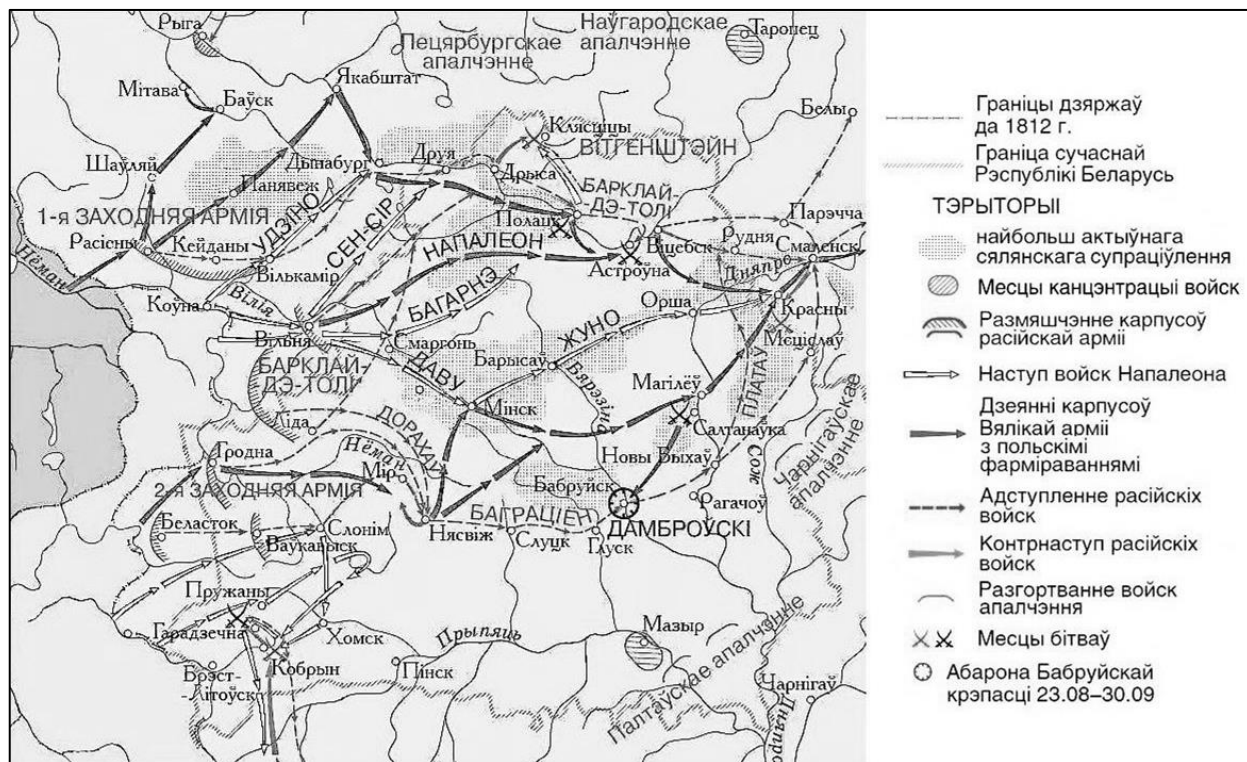 Рыга
Наўгародскае
апалчэнне
Таропец
Пецярбургскае
апалчэнне
Мітава
Баўск
Якабштат
Белы
Клясціцы
ВІТГЕНШТЭЙН
Шаўляй
Дынабург
Друя
Дрыса
Панявеж
1-я ЗАХОДНЯЯ АРМІЯ
УДЗІНО
СЕН-СІР
БАРКЛАЙ-
ДЭ-ТОЛІ
Полацк
Парэчча
Расіены
Кейданы
НАПАЛЕОН
Віцебск
Рудня
Смаленск
Нёман
Вількамір
Астроўна
Дняпро
Коўна
Вілія
БАГАРНЭ
Орша
Красны
Вільня
Смаргонь
ЖУНО
Мсціслаў
БАРКЛАЙ-
ДЭ-ТОЛІ
ДАВУ
Барысаў
Бярэзіна
Магілёў
ПЛАТАЎ
Мінск
Салтанаўка
Ліда
ДОРАХАЎ
Нёман
Сож
Чарнігаўскае
апалчэнне
Гродна
Мір
Новы Выхаў
2-я ЗАХОДНЯЯ АРМІЯ
Бабруйск
Рагачоў
Беласток
Слонім
БАГРАЦІЕН
ДАМБРОЎСКІ
Ваўкавыск
Нясвіж
Слуцк
Глуск
Пружаны
Гарадзечна
Хомск
Прыпяць
Мазыр
Кобрын
Пінск
Брэст-
Літоўск
Палтаўскае апалчэнне
Чарнігаў
Дняпро
Граніцы дзяржаў
да 1812 г.
Граніца сучаснай
Рэспублікі Беларусь
ТЭРЫТОРЫІ
найбольш актыўнага
сялянскага супраціўлення
Месцы канцэнтрацыі войск
Размяшчэнне карпусоў
расійскай арміі
Наступ войск Напалеона
Дзеянні карпусоў
Вялікай арміі
з польскімі
фарміраваннямі
Адступленне расійскіх
войск
Контрнаступ расійскіх
войск
Разгортванне войск
апалчэння
Месцы бітваў
Абарона Бабруйскай
крэпасці 23.08–30.09